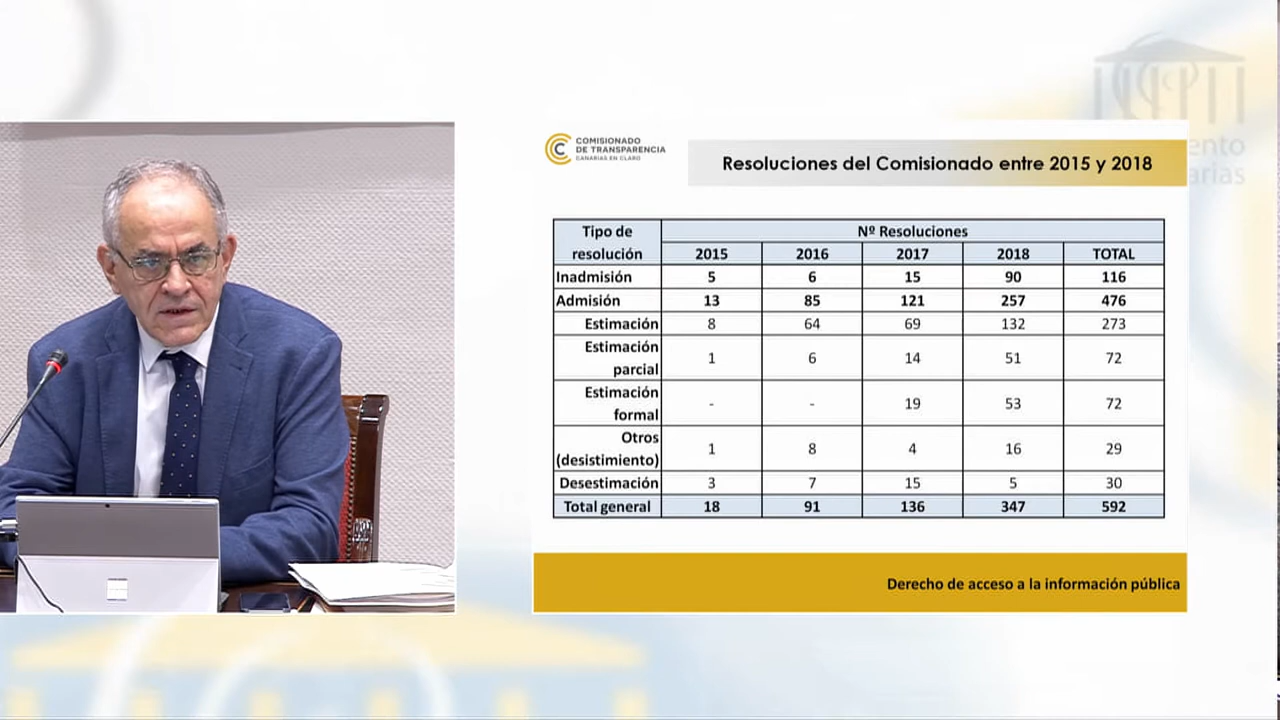 COMISIONADO
DE TRANSPARENCIA
CANARIAS EN CLARO
Resoluciones del Comisionado entre 2015 y 2018
ento
arias
Tipo de resolución Nº Resoluciones
2015 2016 2017 2018 TOTAL
Inadmisión 5 6 15 90 116
Admisión 13 85 121 257 476
Estimación 8 64 69 132 273
Estimación parcial 1 6 14 51 72
Estimación formal - - 19 53 72
Otros (desistimiento) 1 8 4 16 29
Desestimación 3 7 15 5 30
Total general 18 91 136 347 592
Derecho de acceso a la información pública